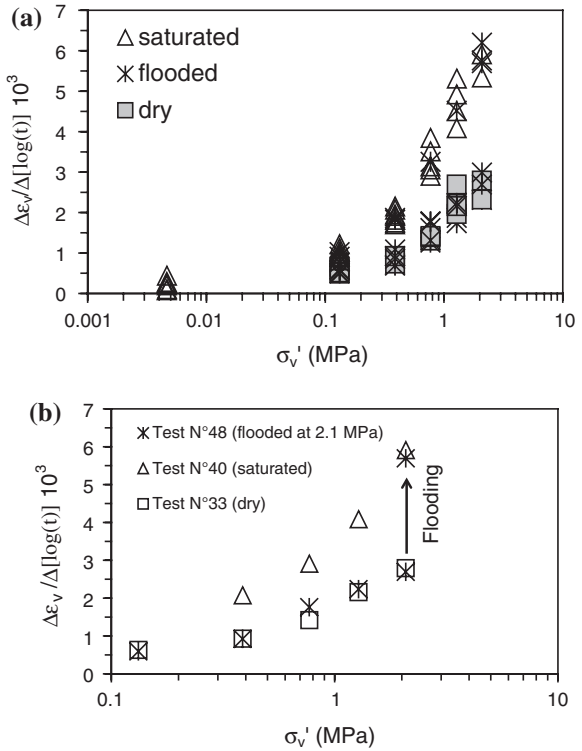 (a)
7
6
5
4
3
2
1
0
Δεᵥ/Δ[log(t)] 10³
saturated
flooded
dry
0.001 0.01 0.1 1 10
σᵥ' (MPa)
(b)
7
6
5
4
3
2
1
0
Δεᵥ/Δ[log(t)] 10³
Test N°48 (flooded at 2.1 MPa)
Test N°40 (saturated)
Test N°33 (dry)
Flooding
0.1 1 10
σᵥ' (MPa)